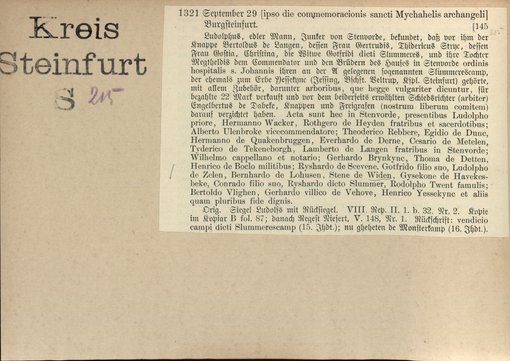 Kreis
Steinfurt
S 215
1321 September 29 [ipso die commemoracionis sancti Mychahelis archangeli]
Burgsteinfurt. [145
Ludolphus, edler Mann, Junker von Stenvorde, bekundet, daß vor ihm der
Knappe Bertoldus de Langen, dessen Frau Gertrudis, Thidericus Stryc, dessen
Frau Gostia, Christina, die Witwe Gotfridi dicti Slummeres, und ihre Tochter
Megtheldis dem Commendator und den Brüdern des Hauses in Stenvorde ordinis
hospitalis s. Johannis ihren an der A gelegenen sogenannten Slummerescamp,
der ehemals zum Erbe Yessekync (Jessing, Bschft. Veltrup, Kspl. Steinfurt) gehörte,
mit allem Zubehör, darunter arboribus, que hegge vulgariter dicuntur, für
bezahlte 22 Mark verkauft und vor dem beiderseits erwählten Schiedsrichter (arbiter)
Engelbertus de Dabeke, Knappen und Freigrafen (nostrum liberum comitem)
darauf verzichtet haben. Acta sunt hec in Stenvorde, presentibus Ludolpho
priore, Hermanno Wacker, Rothgero de Heyden fratribus et sacerdotibus;
Alberto Ulenbroke vicecommendatore; Theoderico Rebbere, Egidio de Dune,
Hermanno de Quakenbruggen, Everhardo de Derne, Cesario de Metelen,
Tyderico de Tekeneborgh, Lamberto de Langen fratribus in Stenvorde;
Wilhelmo cappellano et notario; Gerhardo Brynkync, Thoma de Detten,
Henrico de Boclo militibus; Ryshardo de Scevene, Gotfrido filio suo, Ludolpho
de Zelen, Bernhardo de Lohusen, Stene de Widen, Gysekone de Havekes-
beke, Conrado filio suo, Ryshardo dicto Slummer, Rodolpho Twent famulis;
Bertoldo Vlighen, Gerhardo villico de Vehove, Henrico Yessekync et aliis
quam pluribus fide dignis.
Orig. Siegel Ludolfs mit Rücksiegel. VIII. Rep. II. 1. b. 32. Nr. 2. Kopie
im Kopiar B fol. 87; danach Regest Niesert, V. 148, Nr. 1. Rückschrift: vendicio
campi dicti Slummerescamp (15. Jhdt.); nu gheheten de Monsterkamp (16. Jhdt.).